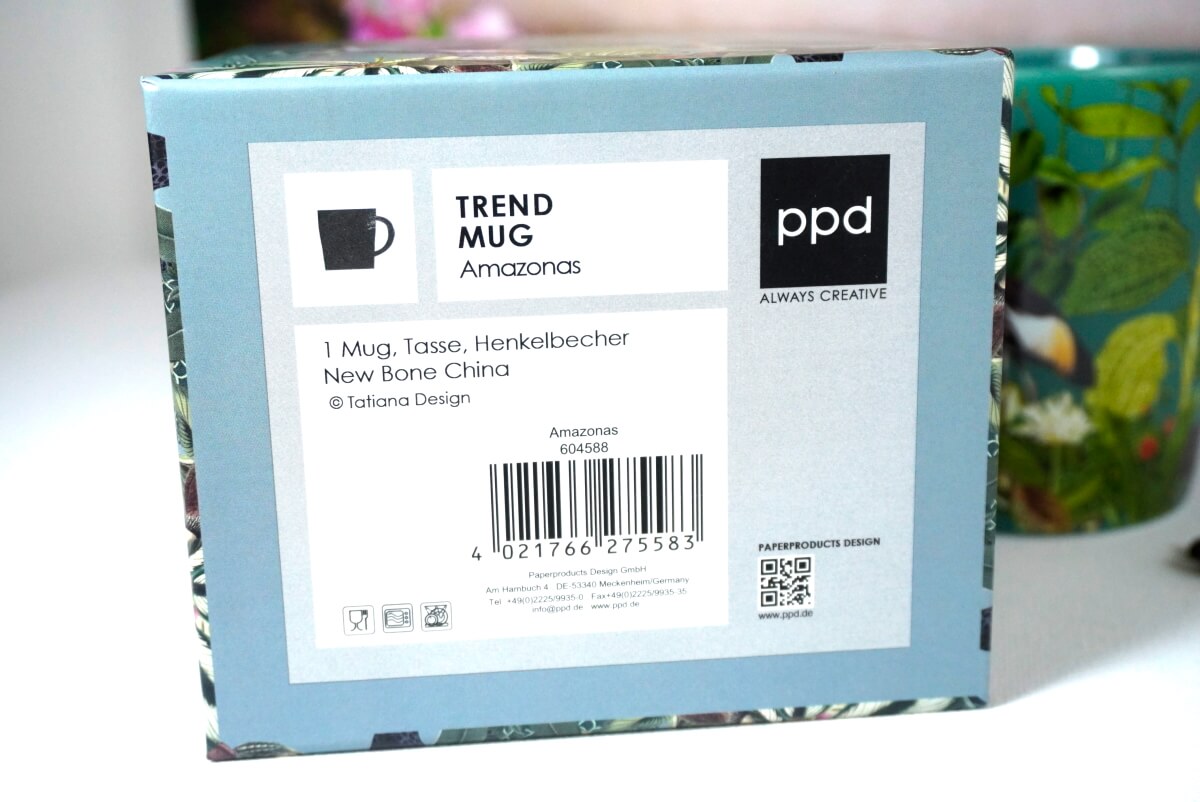 TREND
MUG
Amazonas
ppd
ALWAYS CREATIVE
1 Mug, Tasse, Henkelbecher
New Bone China
© Tatiana Design
Amazonas
604588
4 021766 275583
Paperproducts Design GmbH
Am Hambuch 4 DE-53340 Meckenheim/Germany
Tel +49(0)2225/9935-0 Fax+49(0)2225/9935-35
info@ppd.de www.ppd.de
PAPERPRODUCTS DESIGN
www.ppd.de